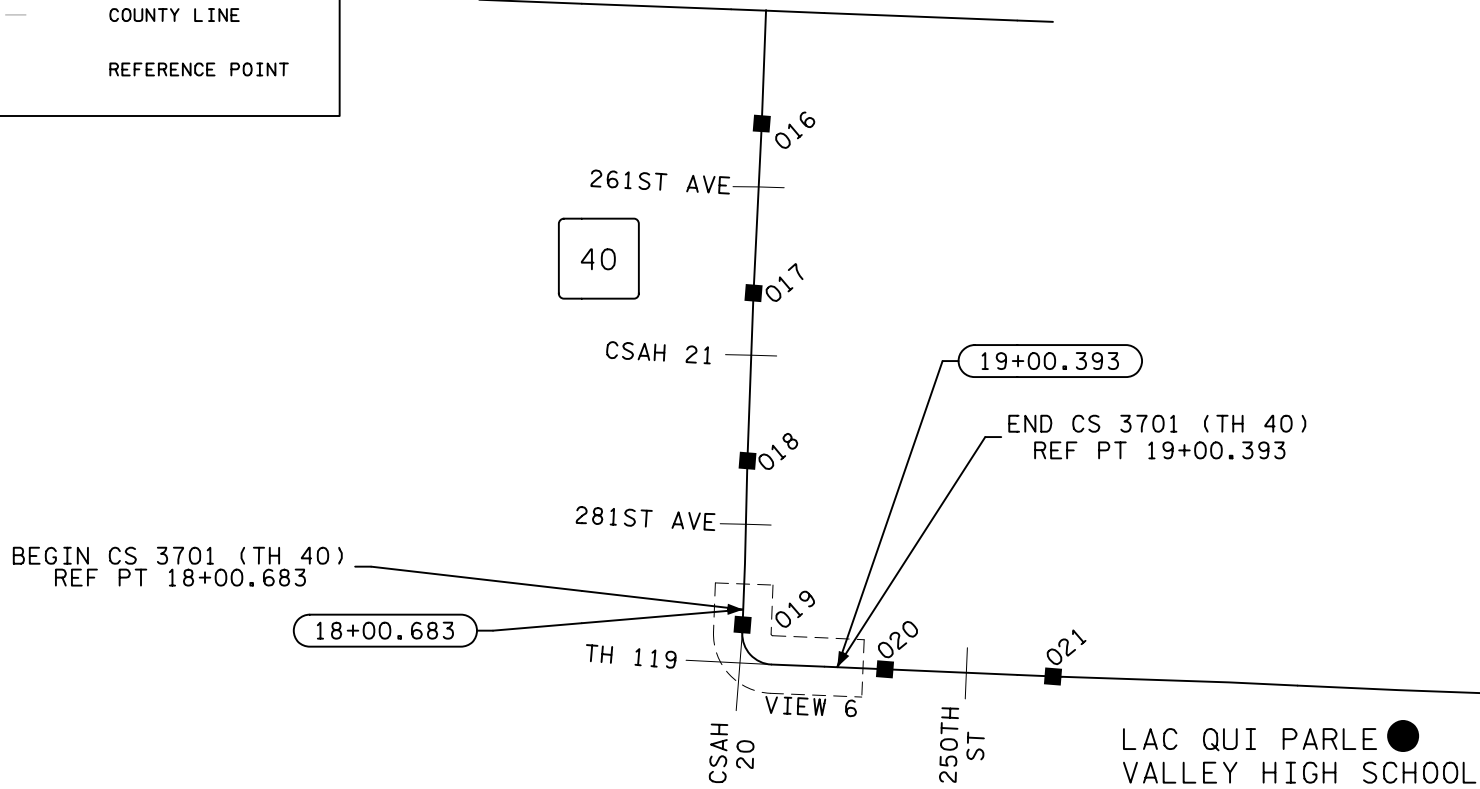 COUNTY LINE
REFERENCE POINT
016
261ST AVE
40
017
CSAH 21
19+00.393
END CS 3701 (TH 40)
REF PT 19+00.393
018
281ST AVE
BEGIN CS 3701 (TH 40)
REF PT 18+00.683
18+00.683
019
TH 119
020
021
VIEW 6
CSAH
20
250TH
ST
LAC QUI PARLE
VALLEY HIGH SCHOOL